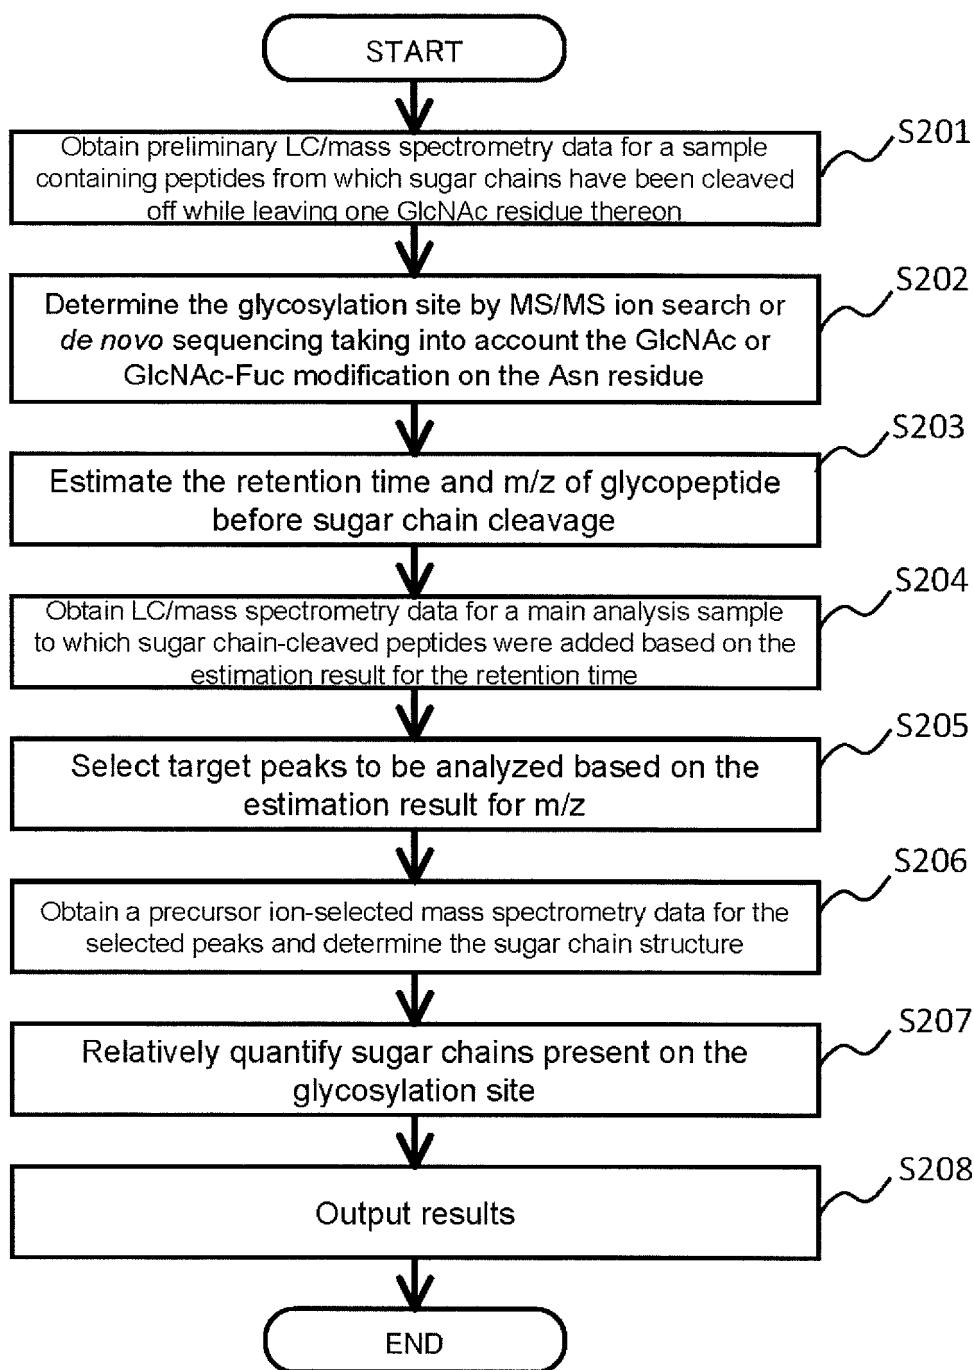 START
S201
Obtain preliminary LC/mass spectrometry data for a sample
containing peptides from which sugar chains have been cleaved
off while leaving one GlcNAc residue thereon
S202
Determine the glycosylation site by MS/MS ion search or
de novo sequencing taking into account the GlcNAc or
GlcNAc-Fuc modification on the Asn residue
S203
Estimate the retention time and m/z of glycopeptide
before sugar chain cleavage
S204
Obtain LC/mass spectrometry data for a main analysis sample
to which sugar chain-cleaved peptides were added based on the
estimation result for the retention time
S205
Select target peaks to be analyzed based on the
estimation result for m/z
S206
Obtain a precursor ion-selected mass spectrometry data for the
selected peaks and determine the sugar chain structure
S207
Relatively quantify sugar chains present on the
glycosylation site
S208
Output results
END